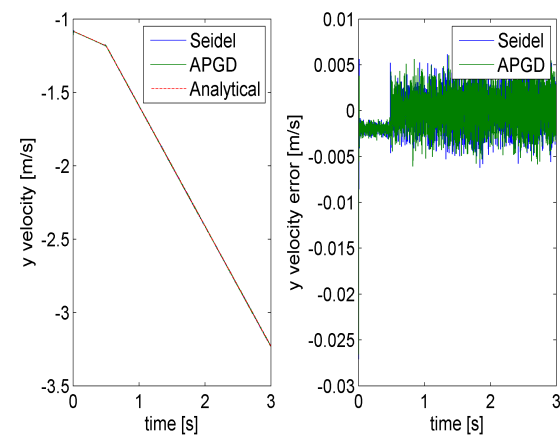 -1
-1.5
-2
-2.5
-3
-3.5
0
1
2
3
y velocity [m/s]
time [s]
Seidel
APGD
Analytical
0.01
0.005
0
-0.005
-0.01
-0.015
-0.02
-0.025
-0.03
0
1
2
3
y velocity error [m/s]
time [s]
Seidel
APGD